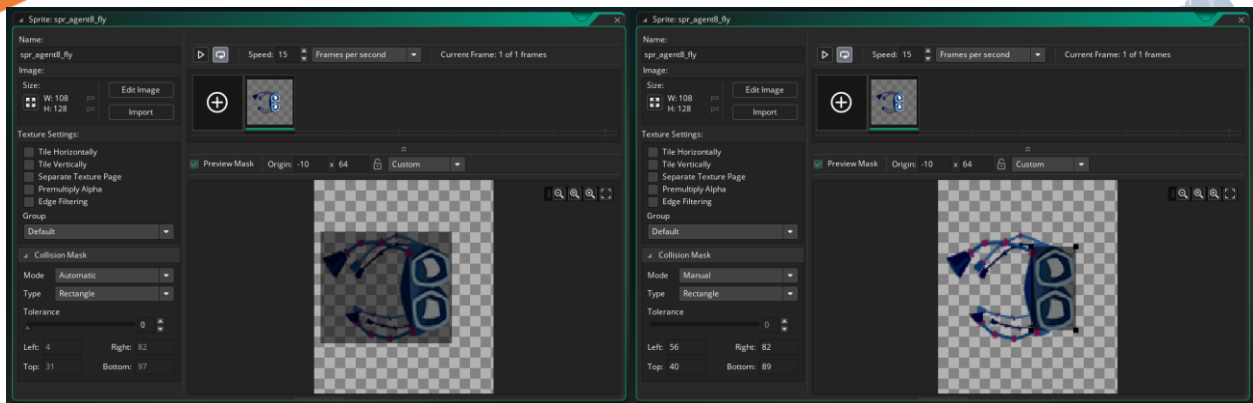 Sprite: spr_agent8_fly
Name:
spr_agent8_fly
Image:
Size:
W: 108 px
H: 128 px
Edit Image
Import
Texture Settings:
Tile Horizontally
Tile Vertically
Separate Texture Page
Premultiply Alpha
Edge Filtering
Group
Default
Collision Mask
Mode Automatic
Type Rectangle
Tolerance
0
Left: 4 Right: 82
Top: 31 Bottom: 97
Speed: 15 Frames per second Current Frame: 1 of 1 frames
Preview Mask Origin: -10 x 64 Custom
Sprite: spr_agent8_fly
Name:
spr_agent8_fly
Image:
Size:
W: 108 px
H: 128 px
Edit Image
Import
Texture Settings:
Tile Horizontally
Tile Vertically
Separate Texture Page
Premultiply Alpha
Edge Filtering
Group
Default
Collision Mask
Mode Manual
Type Rectangle
Tolerance
0
Left: 56 Right: 82
Top: 40 Bottom: 89
Speed: 15 Frames per second Current Frame: 1 of 1 frames
Preview Mask Origin: -10 x 64 Custom